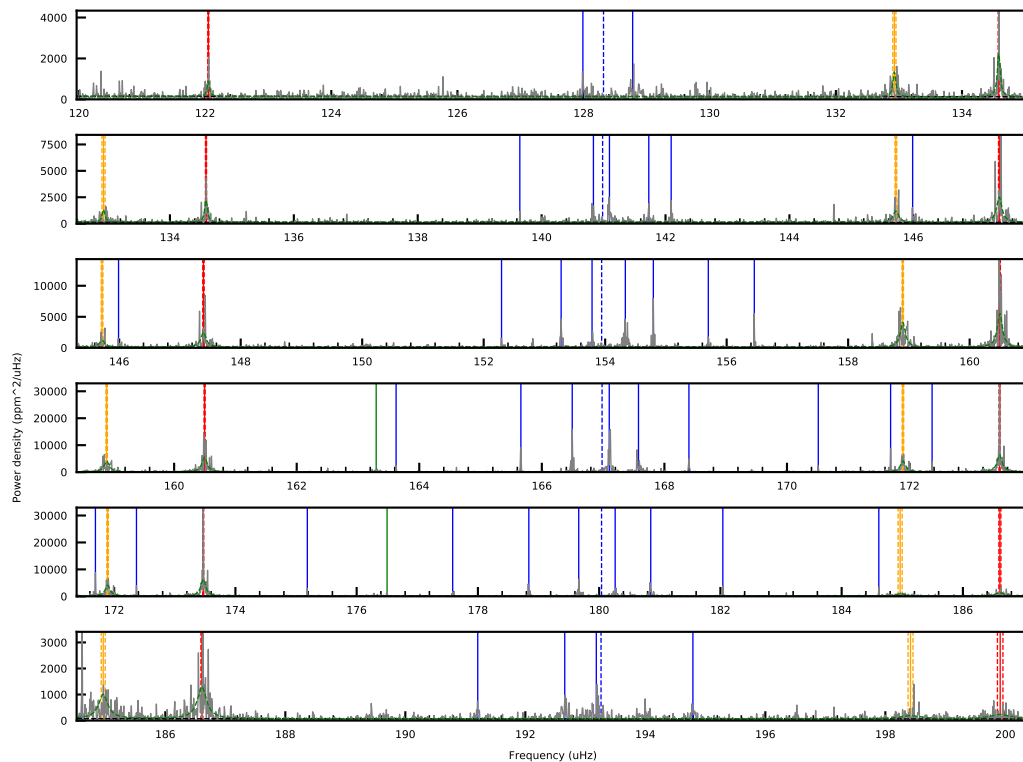 4000
2000
0
120 122 124 126 128 130 132 134
7500
5000
2500
0
134 136 138 140 142 144 146
10000
5000
0
146 148 150 152 154 156 158 160
30000
20000
10000
0
160 162 164 166 168 170 172
30000
20000
10000
0
172 174 176 178 180 182 184 186
3000
2000
1000
0
186 188 190 192 194 196 198 200
Power density (ppm^2/uHz)
Frequency (uHz)